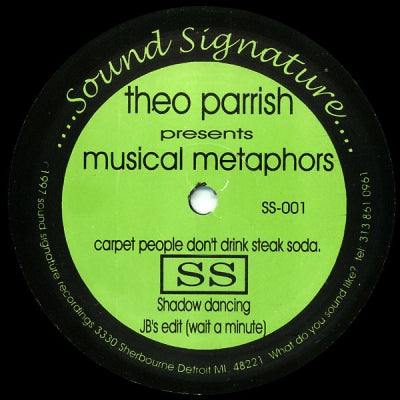 .....Sound Signature.....
theo parrish
presents
musical metaphors
SS-001
carpet people don't drink steak soda.
SS
Shadow dancing
JB's edit (wait a minute)
1997 sound signature recordings 3330 Sherbourne Detroit MI. 48221. What do you sound like? tel: 313 861 0961